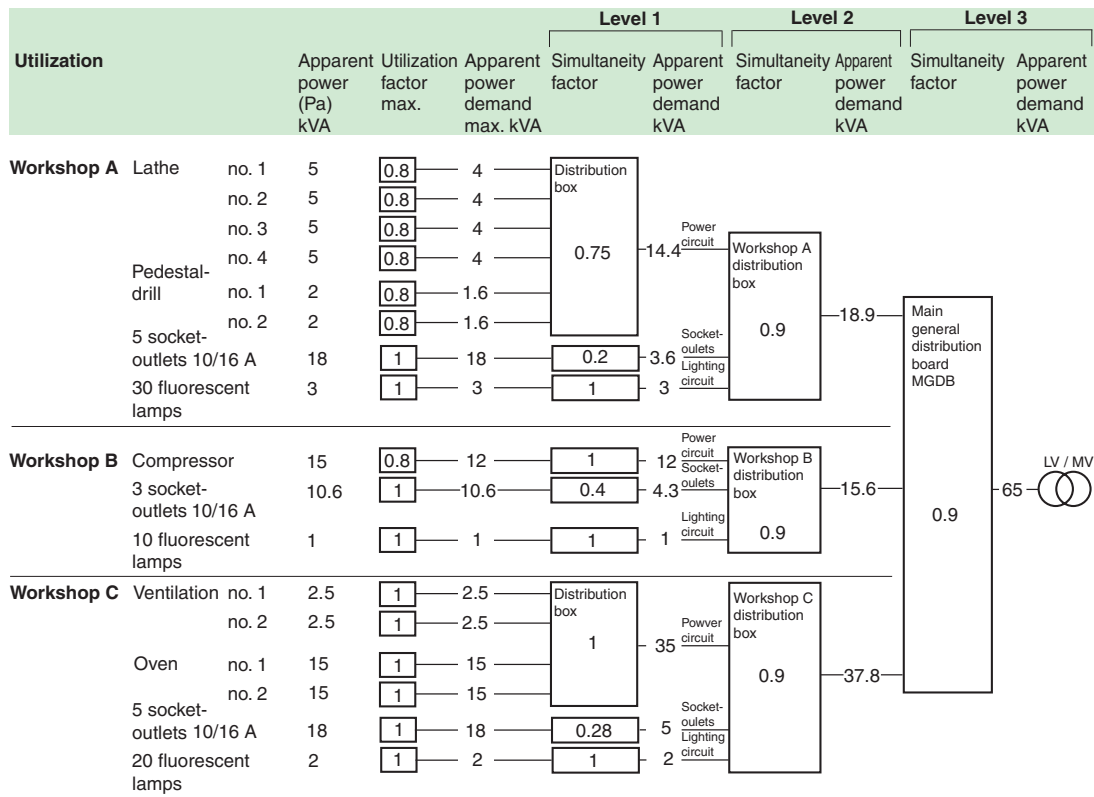 Level 1 Level 2 Level 3
Utilization Apparent Utilization Apparent Simultaneity Apparent Simultaneity Apparent Simultaneity Apparent
power factor power factor power factor power factor power
(Pa) max. demand demand demand demand
kVA max. kVA kVA kVA kVA
Workshop A Lathe no. 1 5 0.8 4 Distribution
box
no. 2 5 0.8 4
no. 3 5 0.8 4
Power
circuit
no. 4 5 0.8 4 0.75 14.4 Workshop A
distribution
box
Pedestal-
drill no. 1 2 0.8 1.6
no. 2 2 0.8 1.6 0.9 18.9 Main
general
distribution
board
MGDB
5 socket-
outlets 10/16 A 18 1 18 0.2 3.6 Socket-
oulets
30 fluorescent
lamps 3 1 3 1 3 Lighting
circuit
Workshop B Compressor 15 0.8 12 1 12 Power
circuit
Workshop B
distribution
box
3 socket-
outlets 10/16 A 10.6 1 10.6 0.4 4.3 Socket-
oulets
15.6 65 LV / MV
0.9
10 fluorescent
lamps 1 1 1 1 1 Lighting
circuit
0.9
Workshop C Ventilation no. 1 2.5 1 2.5 Distribution
box
Workshop C
distribution
box
no. 2 2.5 1 2.5 1 35 Powver
circuit
Oven no. 1 15 1 15
no. 2 15 1 15 0.9 37.8
5 socket-
outlets 10/16 A 18 1 18 0.28 5 Socket-
oulets
20 fluorescent
lamps 2 1 2 1 2 Lighting
circuit